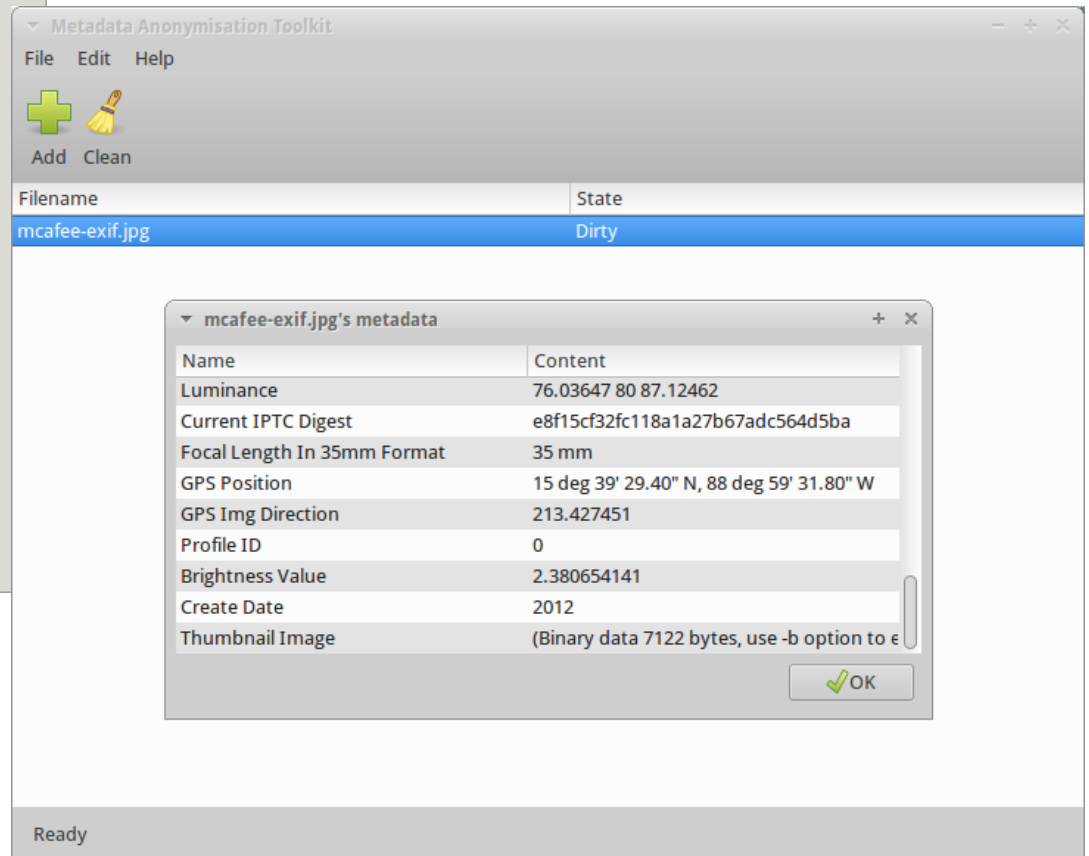 Metadata Anonymisation Toolkit
File Edit Help
Add Clean
Filename State
mcafee-exif.jpg Dirty
mcafee-exif.jpg's metadata
Name Content
Luminance 76.03647 80 87.12462
Current IPTC Digest e8f15cf32fc118a1a27b67adc564d5ba
Focal Length In 35mm Format 35 mm
GPS Position 15 deg 39' 29.40" N, 88 deg 59' 31.80" W
GPS Img Direction 213.427451
Profile ID 0
Brightness Value 2.380654141
Create Date 2012
Thumbnail Image (Binary data 7122 bytes, use -b option to e
OK
Ready